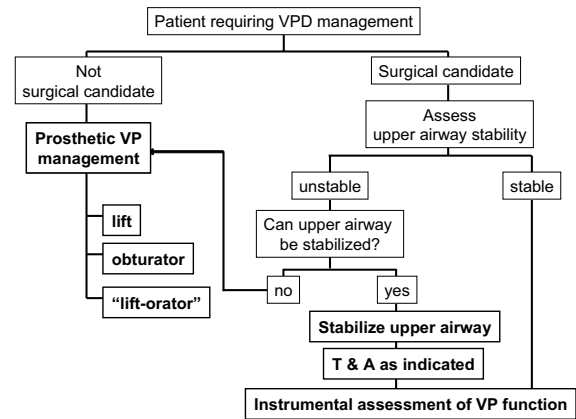 Patient requiring VPD management
Not
surgical candidate
Surgical candidate
Prosthetic VP
management
Assess
upper airway stability
unstable
stable
lift
Can upper airway
be stabilized?
obturator
no
yes
“lift-orator”
Stabilize upper airway
T & A as indicated
Instrumental assessment of VP function